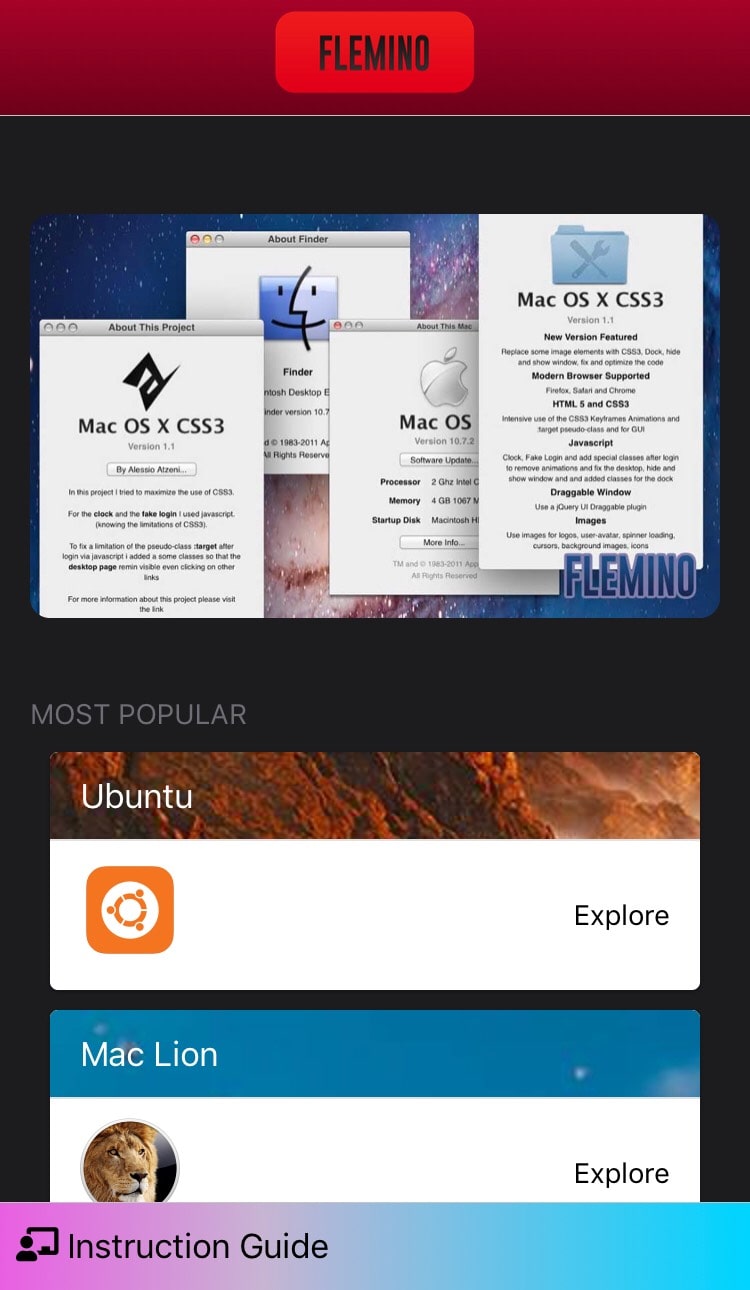 FLEMINO
About Finder
About This Project
Mac OS X CSS3
Version 1.1
By Alessio Atzeni...
In this project I tried to maximize the use of CSS3.
For the clock and the fake login I used javascript.
(knowing the limitations of CSS3).
To fix a limitation of the pseudo-class :target after
login via javascript i added a some classes so that the
desktop page remin visible even clicking on other
links
For more information about this project please visit
the link
Finder
ntosh Desktop E
inder version 10.7
d © 1983-2011 Ap
All Rights Reserve
About This Mac
Mac OS
Version 10.7.2
Software Update...
Processor 2 Ghz Intel C
Memory 4 GB 1067 M
Startup Disk Macintosh H
More Info...
TM and © 1983-2011 App
All Rights Reserved
Mac OS X CSS3
Version 1.1
New Version Featured
Replace some image elements with CSS3, Dock, hide
and show window, fix and optimize the code
Modern Browser Supported
Firefox, Safari and Chrome
HTML 5 and CSS3
Intensive use of the CSS3 Keyframes Animations and
:target pseudo-class and for GUI
Javascript
Clock, Fake Login and add special classes after login
to remove animations and fix the desktop, hide and
show window and and added classes for the dock
Draggable Window
Use a jQuery UI Draggable plugin
Images
Use images for logos, user-avatar, spinner loading,
cursors, background images, icons
FLEMINO
MOST POPULAR
Ubuntu
Explore
Mac Lion
Explore
Instruction Guide